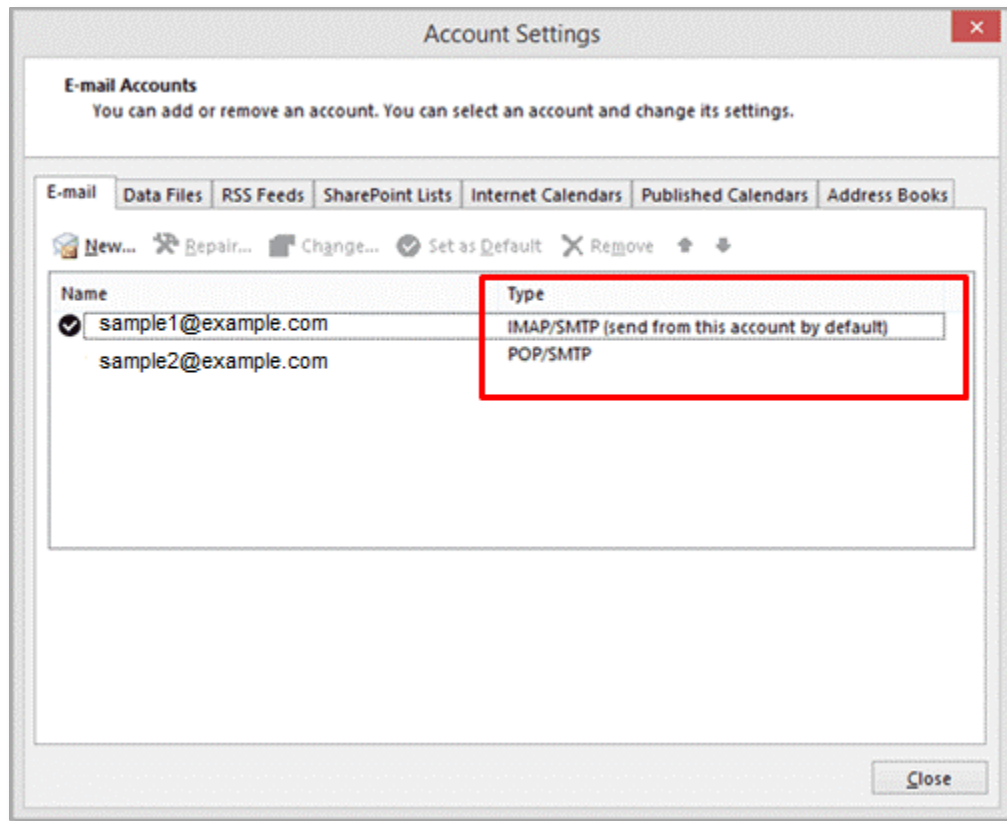 Account Settings
E-mail Accounts
You can add or remove an account. You can select an account and change its settings.
E-mail Data Files RSS Feeds SharePoint Lists Internet Calendars Published Calendars Address Books
New... Repair... Change... Set as Default Remove
Name Type
sample1@example.com IMAP/SMTP (send from this account by default)
sample2@example.com POP/SMTP
Close